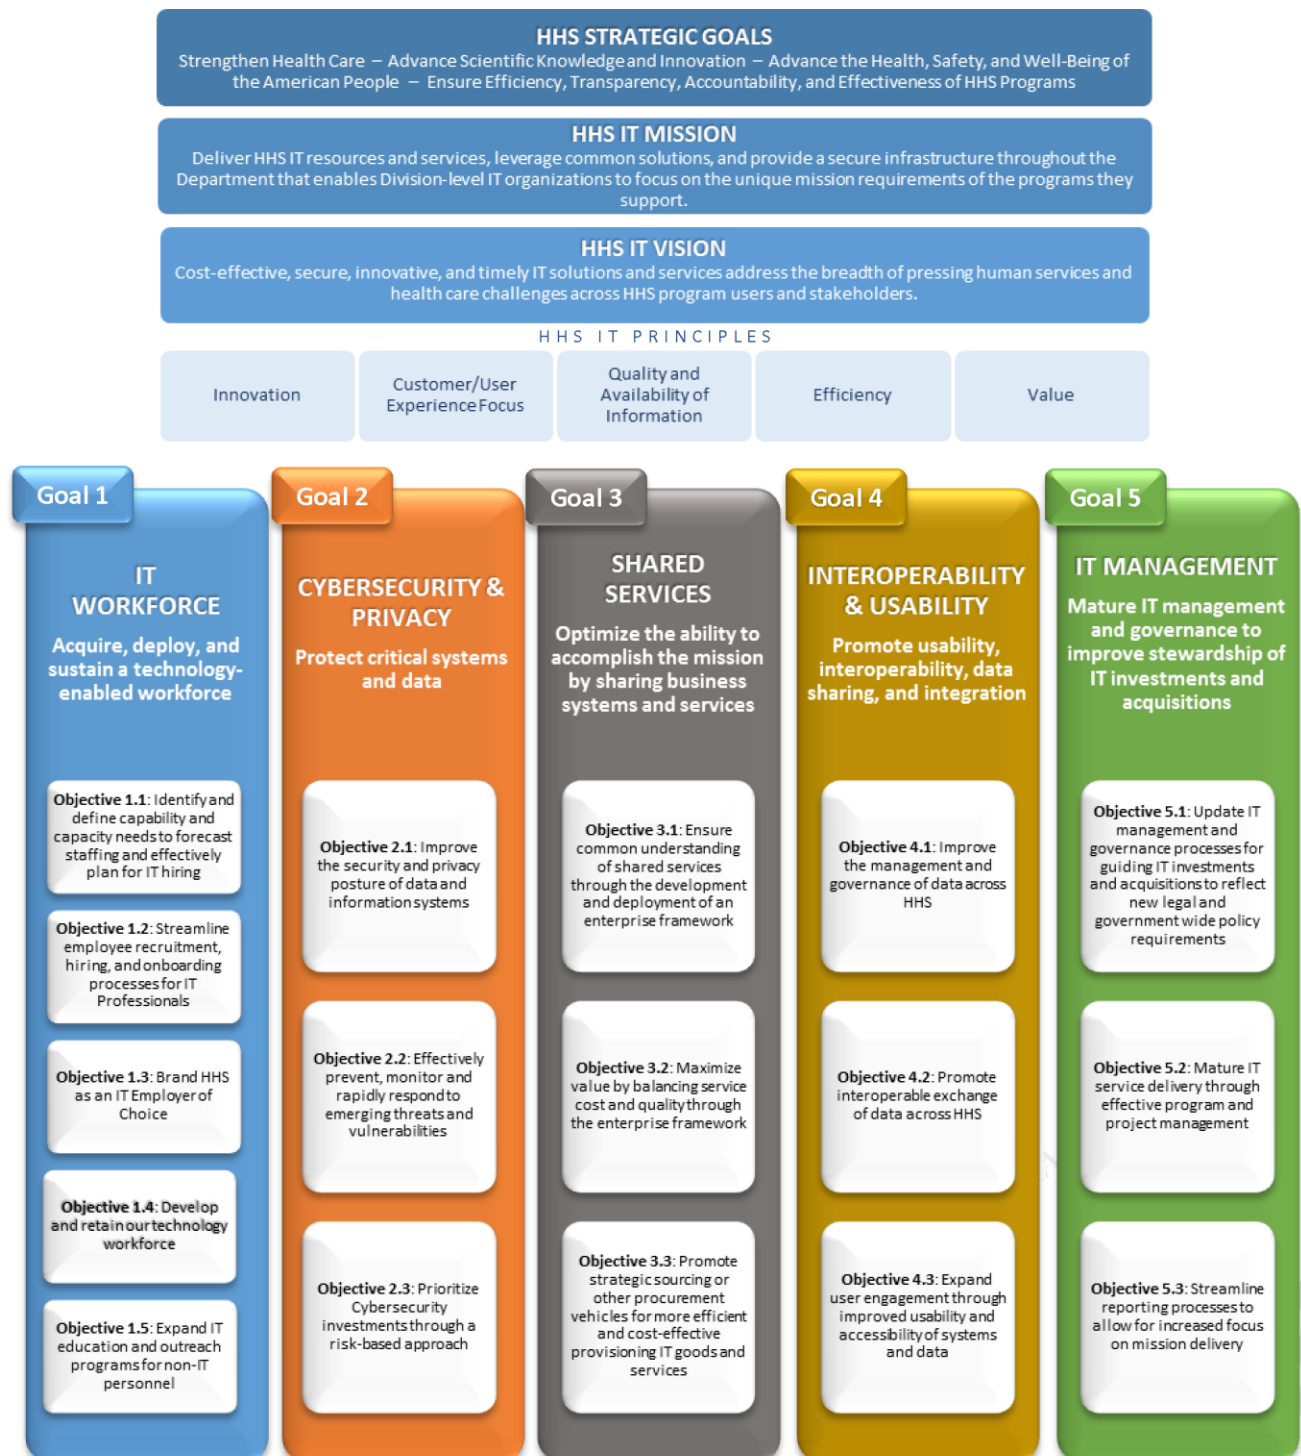 HHS STRATEGIC GOALS
Strengthen Health Care – Advance Scientific Knowledge and Innovation – Advance the Health, Safety, and Well-Being of
the American People – Ensure Efficiency, Transparency, Accountability, and Effectiveness of HHS Programs
HHS IT MISSION
Deliver HHS IT resources and services, leverage common solutions, and provide a secure infrastructure throughout the
Department that enables Division-level IT organizations to focus on the unique mission requirements of the programs they
support.
HHS IT VISION
Cost-effective, secure, innovative, and timely IT solutions and services address the breadth of pressing human services and
health care challenges across HHS program users and stakeholders.
HHS IT PRINCIPLES
Innovation
Customer/User
Experience Focus
Quality and
Availability of
Information
Efficiency
Value
Goal 1
IT
WORKFORCE
Acquire, deploy, and
sustain a technology-
enabled workforce
Objective 1.1: Identify and
define capability and
capacity needs to forecast
staffing and effectively
plan for IT hiring
Objective 1.2: Streamline
employee recruitment,
hiring, and onboarding
processes for IT
Professionals
Objective 1.3: Brand HHS
as an IT Employer of
Choice
Objective 1.4: Develop
and retain our technology
workforce
Objective 1.5: Expand IT
education and outreach
programs for non-IT
personnel
Goal 2
CYBERSECURITY &
PRIVACY
Protect critical systems
and data
Objective 2.1: Improve
the security and privacy
posture of data and
information systems
Objective 2.2: Effectively
prevent, monitor and
rapidly respond to
emerging threats and
vulnerabilities
Objective 2.3: Prioritize
Cybersecurity
investments through a
risk-based approach
Goal 3
SHARED
SERVICES
Optimize the ability to
accomplish the mission
by sharing business
systems and services
Objective 3.1: Ensure
common understanding
of shared services
through the development
and deployment of an
enterprise framework
Objective 3.2: Maximize
value by balancing service
cost and quality through
the enterprise framework
Objective 3.3: Promote
strategic sourcing or
other procurement
vehicles for more efficient
and cost-effective
provisioning IT goods and
services
Goal 4
INTEROPERABILITY
& USABILITY
Promote usability,
interoperability, data
sharing, and integration
Objective 4.1: Improve
the management and
governance of data across
HHS
Objective 4.2: Promote
interoperable exchange
of data across HHS
Objective 4.3: Expand
user engagement through
improved usability and
accessibility of systems
and data
Goal 5
IT MANAGEMENT
Mature IT management
and governance to
improve stewardship of
IT investments and
acquisitions
Objective 5.1: Update IT
management and
governance processes for
guiding IT investments
and acquisitions to reflect
new legal and
government wide policy
requirements
Objective 5.2: Mature IT
service delivery through
effective program and
project management
Objective 5.3: Streamline
reporting processes to
allow for increased focus
on mission delivery